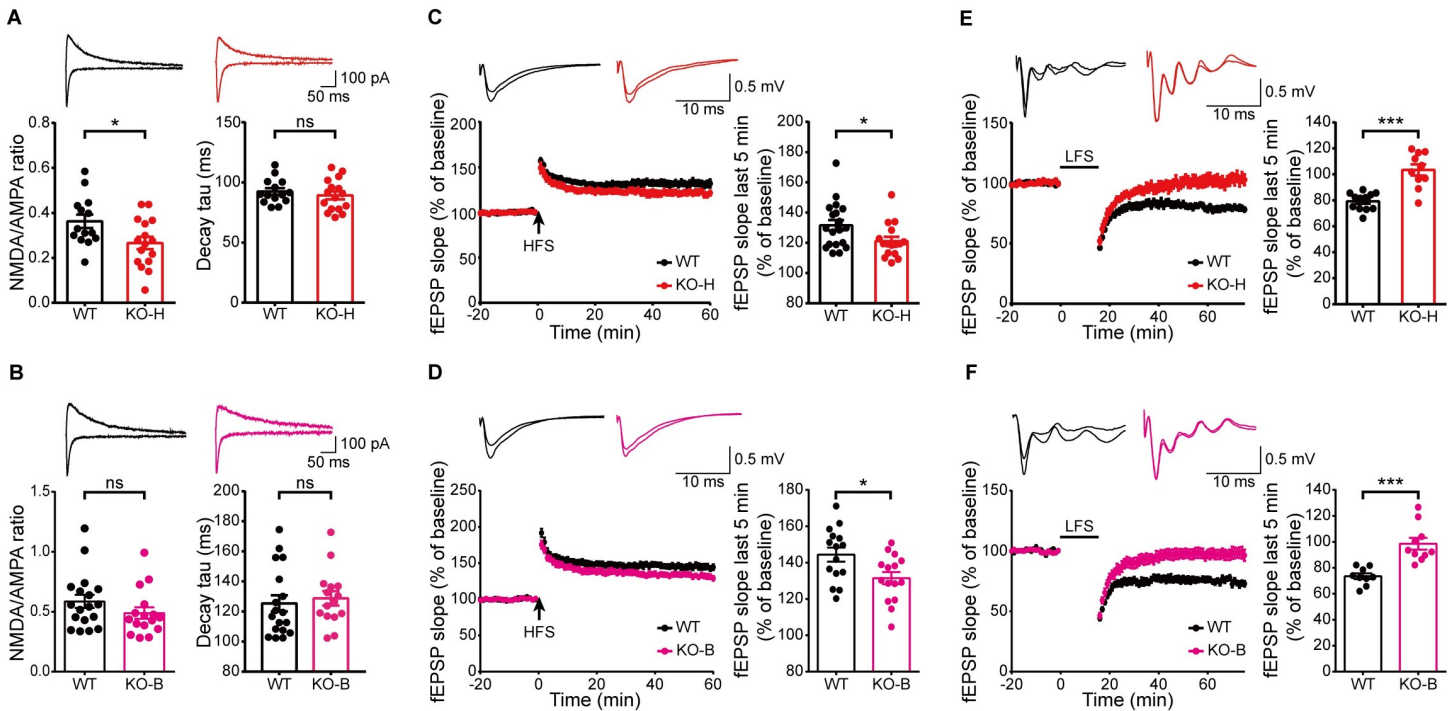 A
100 pA
50 ms
NMDA/AMPA ratio
0.8
0.6
0.4
0.2
0.0
*
WT
KO-H
Decay tau (ms)
150
100
50
0
ns
WT
KO-H
C
0.5 mV
10 ms
fEPSP slope (% of baseline)
200
150
100
50
0
HFS
WT
KO-H
-20
0
20
40
60
Time (min)
fEPSP slope last 5 min
(% of baseline)
200
180
160
140
120
100
80
*
WT
KO-H
E
0.5 mV
10 ms
fEPSP slope (% of baseline)
150
100
50
0
LFS
WT
KO-H
-20
0
20
40
60
Time (min)
fEPSP slope last 5 min
(% of baseline)
140
120
100
80
60
40
20
0
***
WT
KO-H
B
100 pA
50 ms
NMDA/AMPA ratio
1.5
1.0
0.5
0.0
ns
WT
KO-B
Decay tau (ms)
200
180
160
140
120
100
80
ns
WT
KO-B
D
0.5 mV
10 ms
fEPSP slope (% of baseline)
250
200
150
100
50
0
HFS
WT
KO-B
-20
0
20
40
60
Time (min)
fEPSP slope last 5 min
(% of baseline)
180
160
140
120
100
80
*
WT
KO-B
F
0.5 mV
10 ms
fEPSP slope (% of baseline)
150
100
50
0
LFS
WT
KO-B
-20
0
20
40
60
Time (min)
fEPSP slope last 5 min
(% of baseline)
140
120
100
80
60
40
20
0
***
WT
KO-B